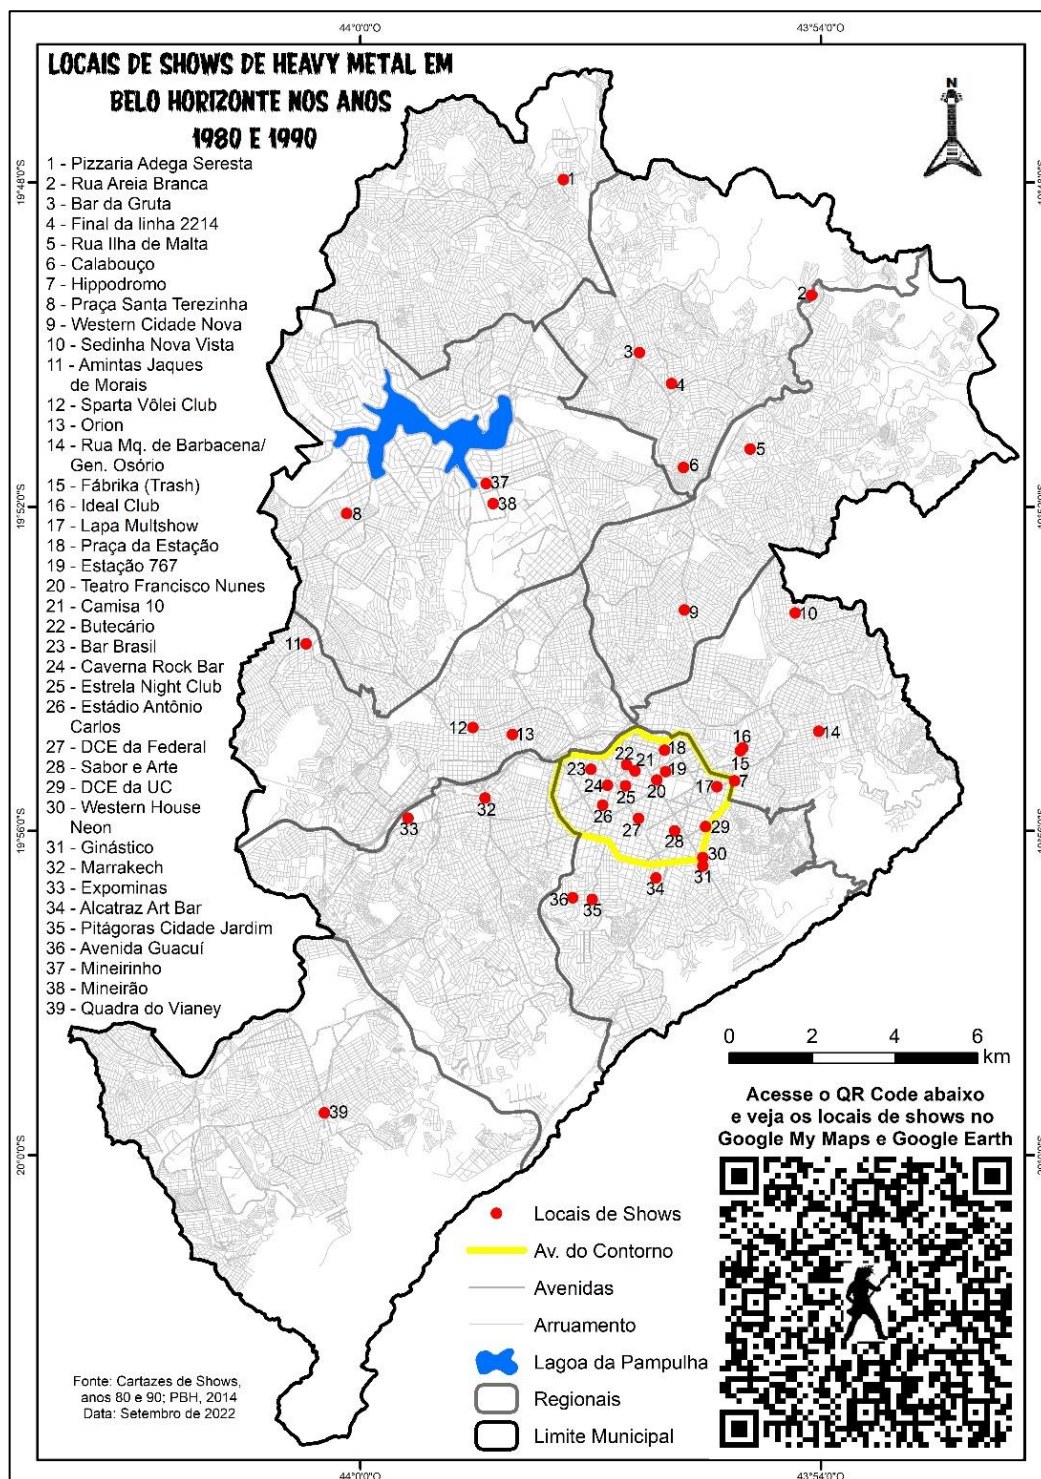 44°0'0"O
43°54'0"O
LOCAIS DE SHOWS DE HEAVY METAL EM
BELO HORIZONTE NOS ANOS
1980 E 1990
N
1 - Pizzaria Adega Seresta
2 - Rua Areia Branca
3 - Bar da Gruta
4 - Final da linha 2214
5 - Rua Ilha de Malta
6 - Calabouço
7 - Hippodromo
8 - Praça Santa Terezinha
9 - Western Cidade Nova
10 - Sedinha Nova Vista
11 - Amintas Jaques
de Morais
12 - Sparta Vôlei Club
13 - Orion
14 - Rua Mq. de Barbacena/
Gen. Osório
15 - Fábrika (Trash)
16 - Ideal Club
17 - Lapa Multshow
18 - Praça da Estação
19 - Estação 767
20 - Teatro Francisco Nunes
21 - Camisa 10
22 - Butecário
23 - Bar Brasil
24 - Caverna Rock Bar
25 - Estrela Night Club
26 - Estádio Antônio
Carlos
27 - DCE da Federal
28 - Sabor e Arte
29 - DCE da UC
30 - Western House
Neon
31 - Ginástico
32 - Marrakech
33 - Expominas
34 - Alcatraz Art Bar
35 - Pitágoras Cidade Jardim
36 - Avenida Guacuí
37 - Mineirinho
38 - Mineirão
39 - Quadra do Vianey
19°48'0"S
19°48'0"S
19°52'0"S
19°52'0"S
19°56'0"S
19°56'0"S
20°0'0"S
20°0'0"S
1
2
3
4
5
6
37
38
8
9
10
11
12
13
14
16
15
18
22
21
19
23
24
25
20
17
7
26
27
28
29
30
31
32
33
34
35
36
39
0 2 4 6
km
Acesse o QR Code abaixo
e veja os locais de shows no
Google My Maps e Google Earth
Locais de Shows
Av. do Contorno
Avenidas
Arruamento
Lagoa da Pampulha
Regionais
Limite Municipal
Fonte: Cartazes de Shows,
anos 80 e 90; PBH, 2014
Data: Setembro de 2022
44°0'0"O
43°54'0"O